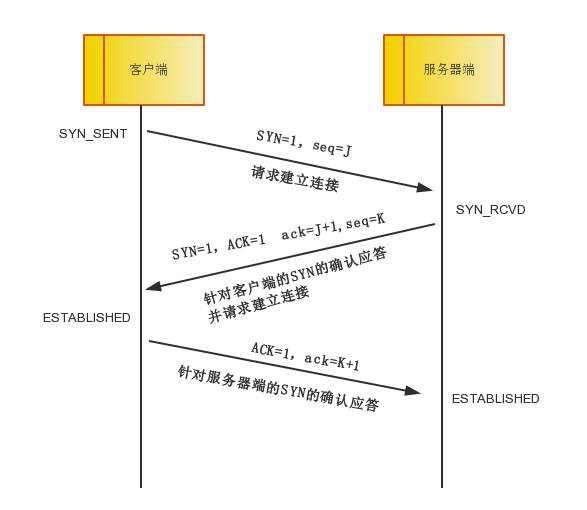 客户端
服务器端
SYN_SENT
SYN=1, seq=J
请求建立连接
SYN_RCVD
SYN=1, ACK=1 ack=J+1,seq=K
针对客户端的SYN的确认应答
并请求建立连接
ESTABLISHED
ACK=1, ack=K+1
针对服务器端的SYN的确认应答
ESTABLISHED